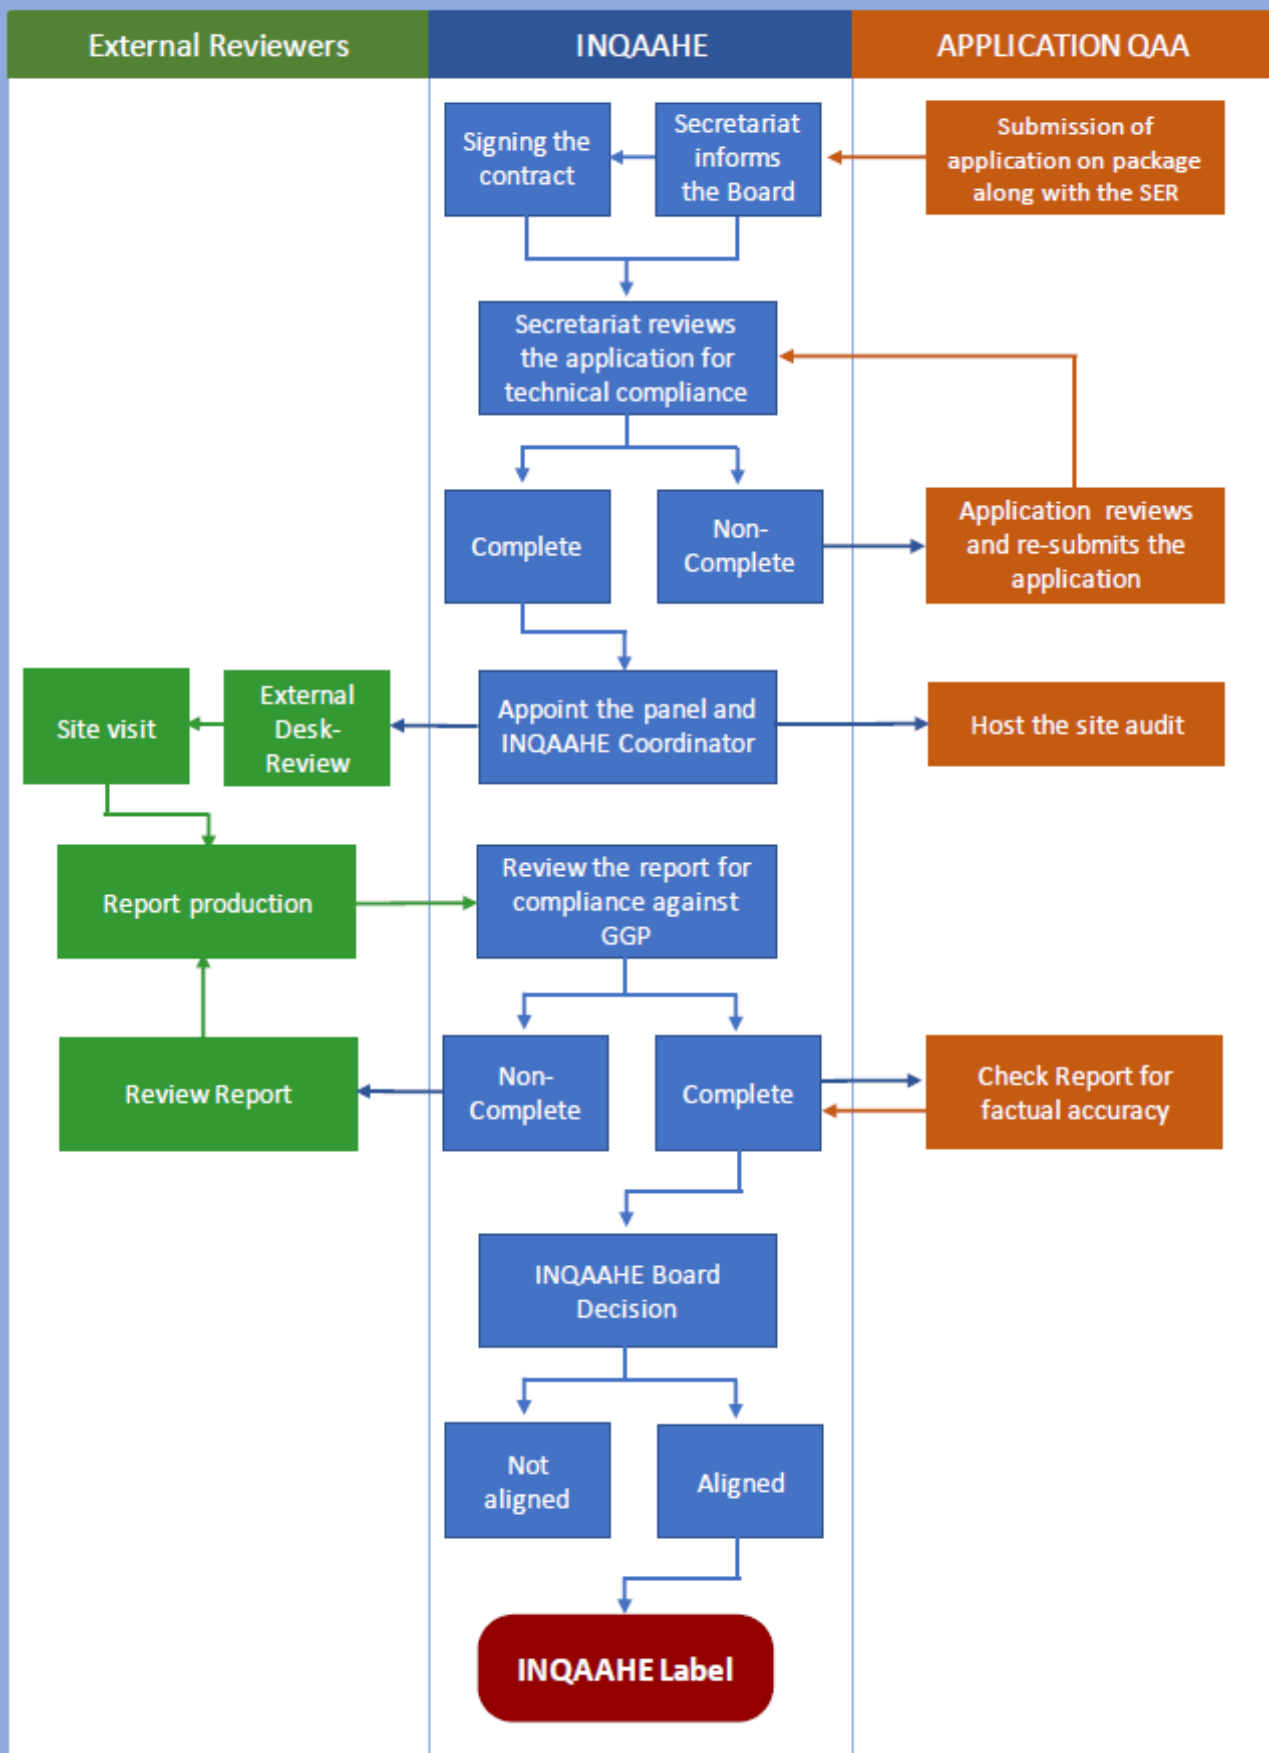 External Reviewers
INQAAHE
APPLICATION QAA
Signing the
contract
Secretariat
informs
the Board
Submission of
application on package
along with the SER
Secretariat reviews
the application for
technical compliance
Complete
Non-
Complete
Application reviews
and re-submits the
application
Site visit
External
Desk-
Review
Appoint the panel and
INQAAHE Coordinator
Host the site audit
Report production
Review the report for
compliance against
GGP
Review Report
Non-
Complete
Complete
Check Report for
factual accuracy
INQAAHE Board
Decision
Not
aligned
Aligned
INQAAHE Label